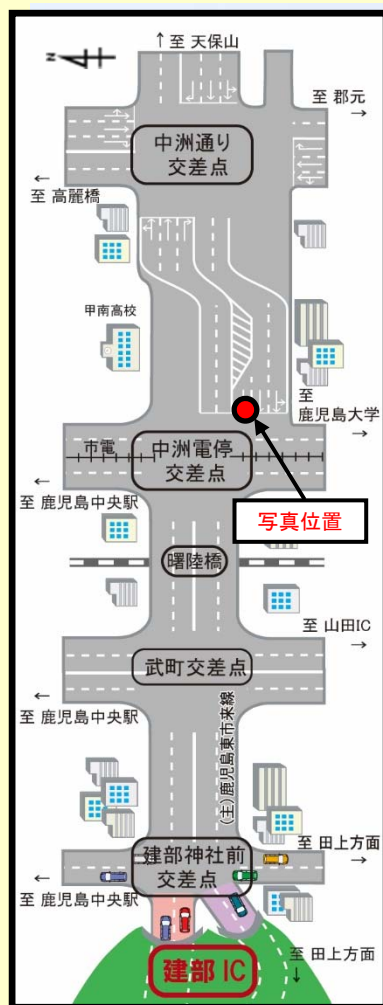 N
↑至 天保山
至 郡元
→
中洲通り
交差点
←
至 高麗橋
甲南高校
至
鹿児島大学
→
市電
中洲電停
交差点
←
至 鹿児島中央駅
写真位置
曙陸橋
至 山田IC
→
武町交差点
←
至 鹿児島中央駅
(主)鹿児島東市来線
至 田上方面
→
建部神社前
交差点
←
至 鹿児島中央駅
建部 IC
至 田上方面
↓